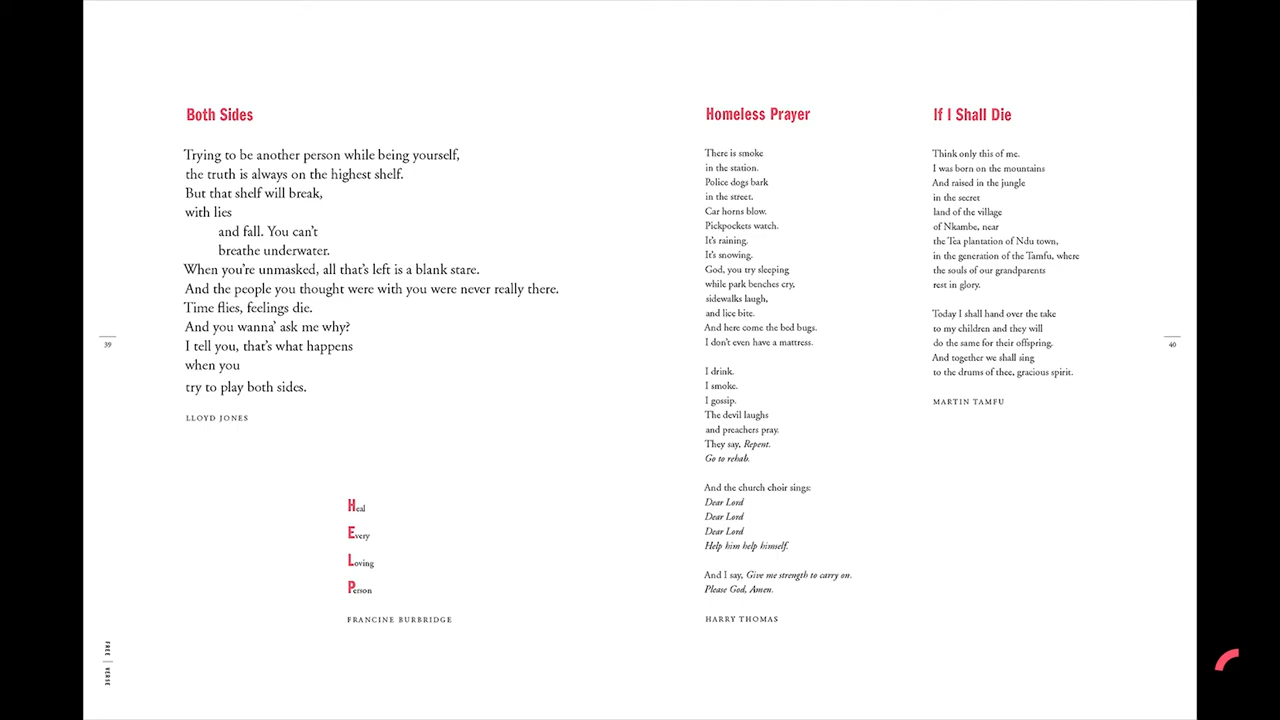 Both Sides
Trying to be another person while being yourself,
the truth is always on the highest shelf.
But that shelf will break,
with lies
and fall. You can't
breathe underwater.
When you're unmasked, all that's left is a blank stare.
And the people you thought were with you were never really there.
Time flies, feelings die.
And you wanna' ask me why?
I tell you, that's what happens
when you
try to play both sides.
LLOYD JONES
Heal
Every
Loving
Person
FRANCINE BURBRIDGE
39
FREE | VERSE
Homeless Prayer
There is smoke
in the station.
Police dogs bark
in the street.
Car horns blow.
Pickpockets watch.
It's raining.
It's snowing.
God, you try sleeping
while park benches cry,
sidewalks laugh,
and lice bite.
And here come the bed bugs.
I don't even have a mattress.
I drink.
I smoke.
I gossip.
The devil laughs
and preachers pray.
They say, Repent.
Go to rehab.
And the church choir sings:
Dear Lord
Dear Lord
Dear Lord
Help him help himself.
And I say, Give me strength to carry on.
Please God, Amen.
HARRY THOMAS
If I Shall Die
Think only this of me.
I was born on the mountains
And raised in the jungle
in the secret
land of the village
of Nkambe, near
the Tea plantation of Ndu town,
in the generation of the Tamfu, where
the souls of our grandparents
rest in glory.
Today I shall hand over the take
to my children and they will
do the same for their offspring.
And together we shall sing
to the drums of thee, gracious spirit.
MARTIN TAMFU
40